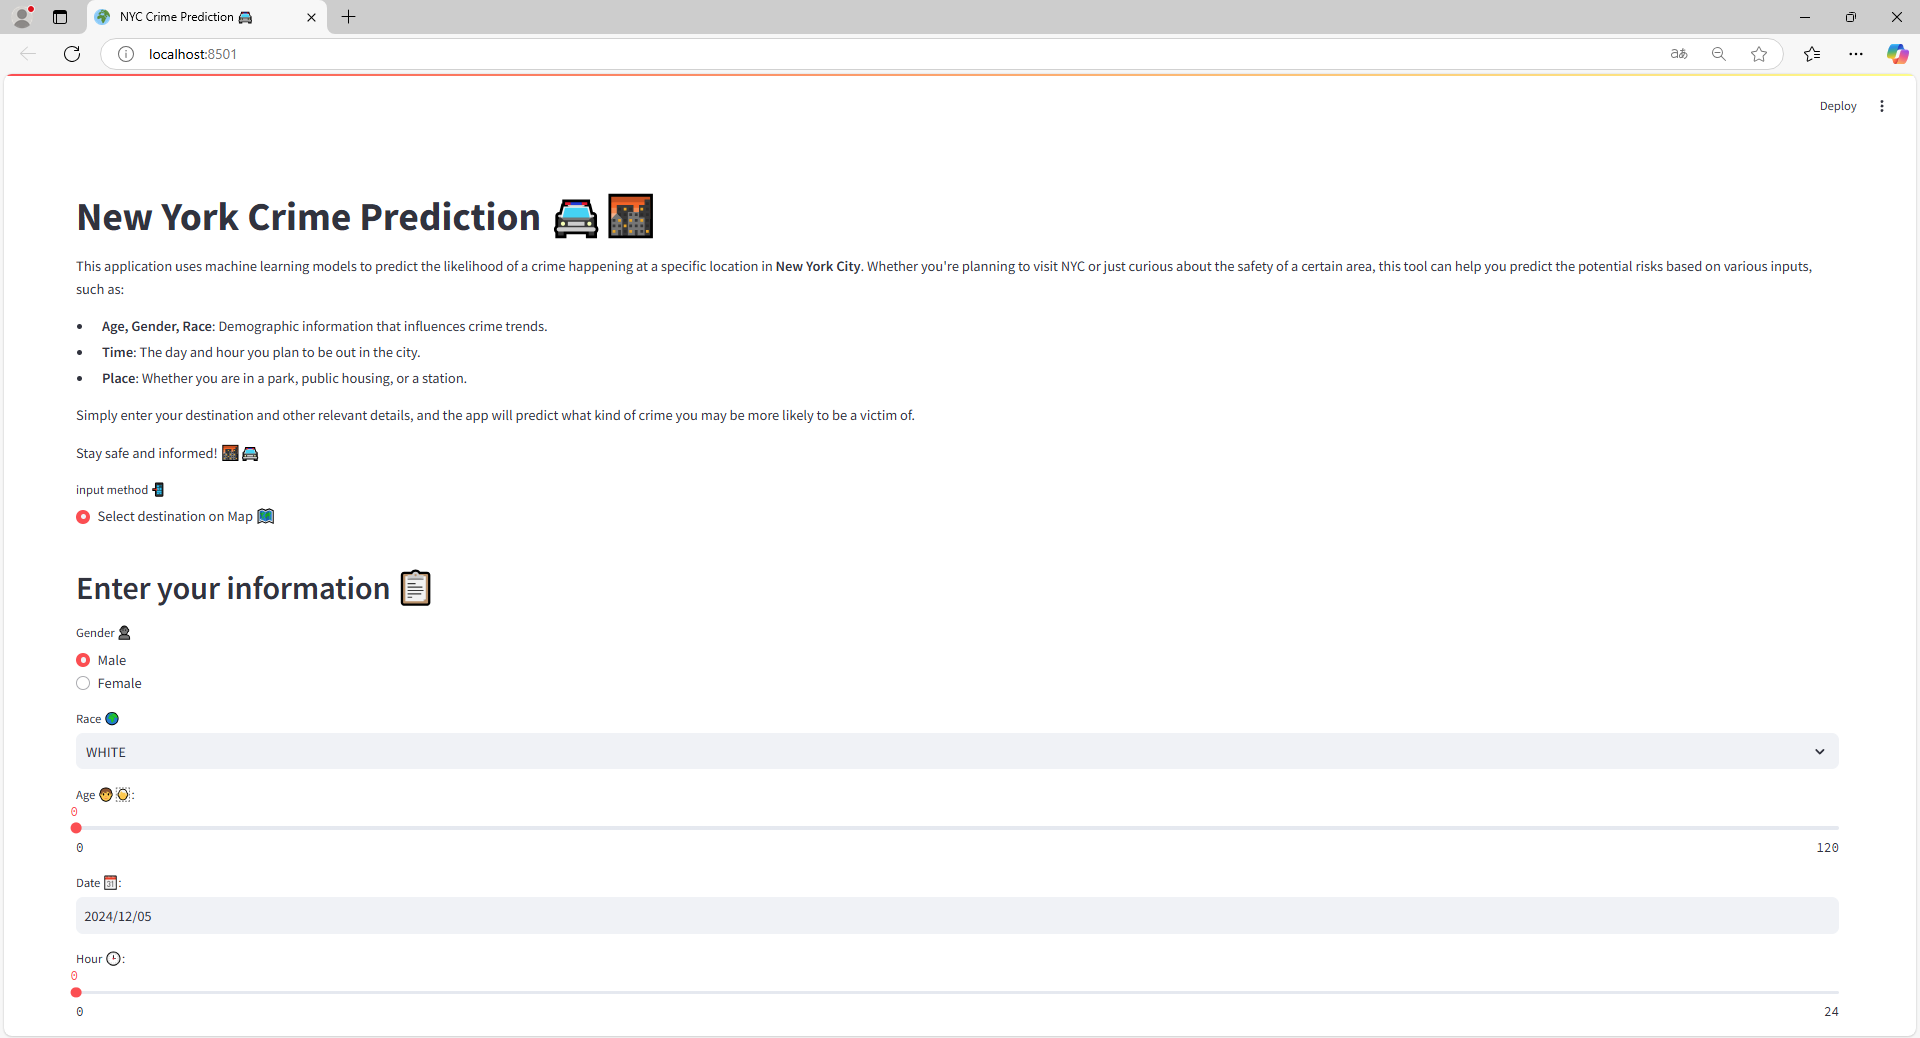 NYC Crime Prediction 🚔
localhost:8501
Deploy
New York Crime Prediction 🚔 🌆
This application uses machine learning models to predict the likelihood of a crime happening at a specific location in New York City. Whether you're planning to visit NYC or just curious about the safety of a certain area, this tool can help you predict the potential risks based on various inputs,
such as:
• Age, Gender, Race: Demographic information that influences crime trends.
• Time: The day and hour you plan to be out in the city.
• Place: Whether you are in a park, public housing, or a station.
Simply enter your destination and other relevant details, and the app will predict what kind of crime you may be more likely to be a victim of.
Stay safe and informed! 🌆🚔
input method 📲
Select destination on Map 🗺️
Enter your information 📋
Gender 👤
Male
Female
Race 🌍
WHITE
Age 🧑🧓:
0
0
120
Date 📅:
2024/12/05
Hour 🕒:
0
0
24